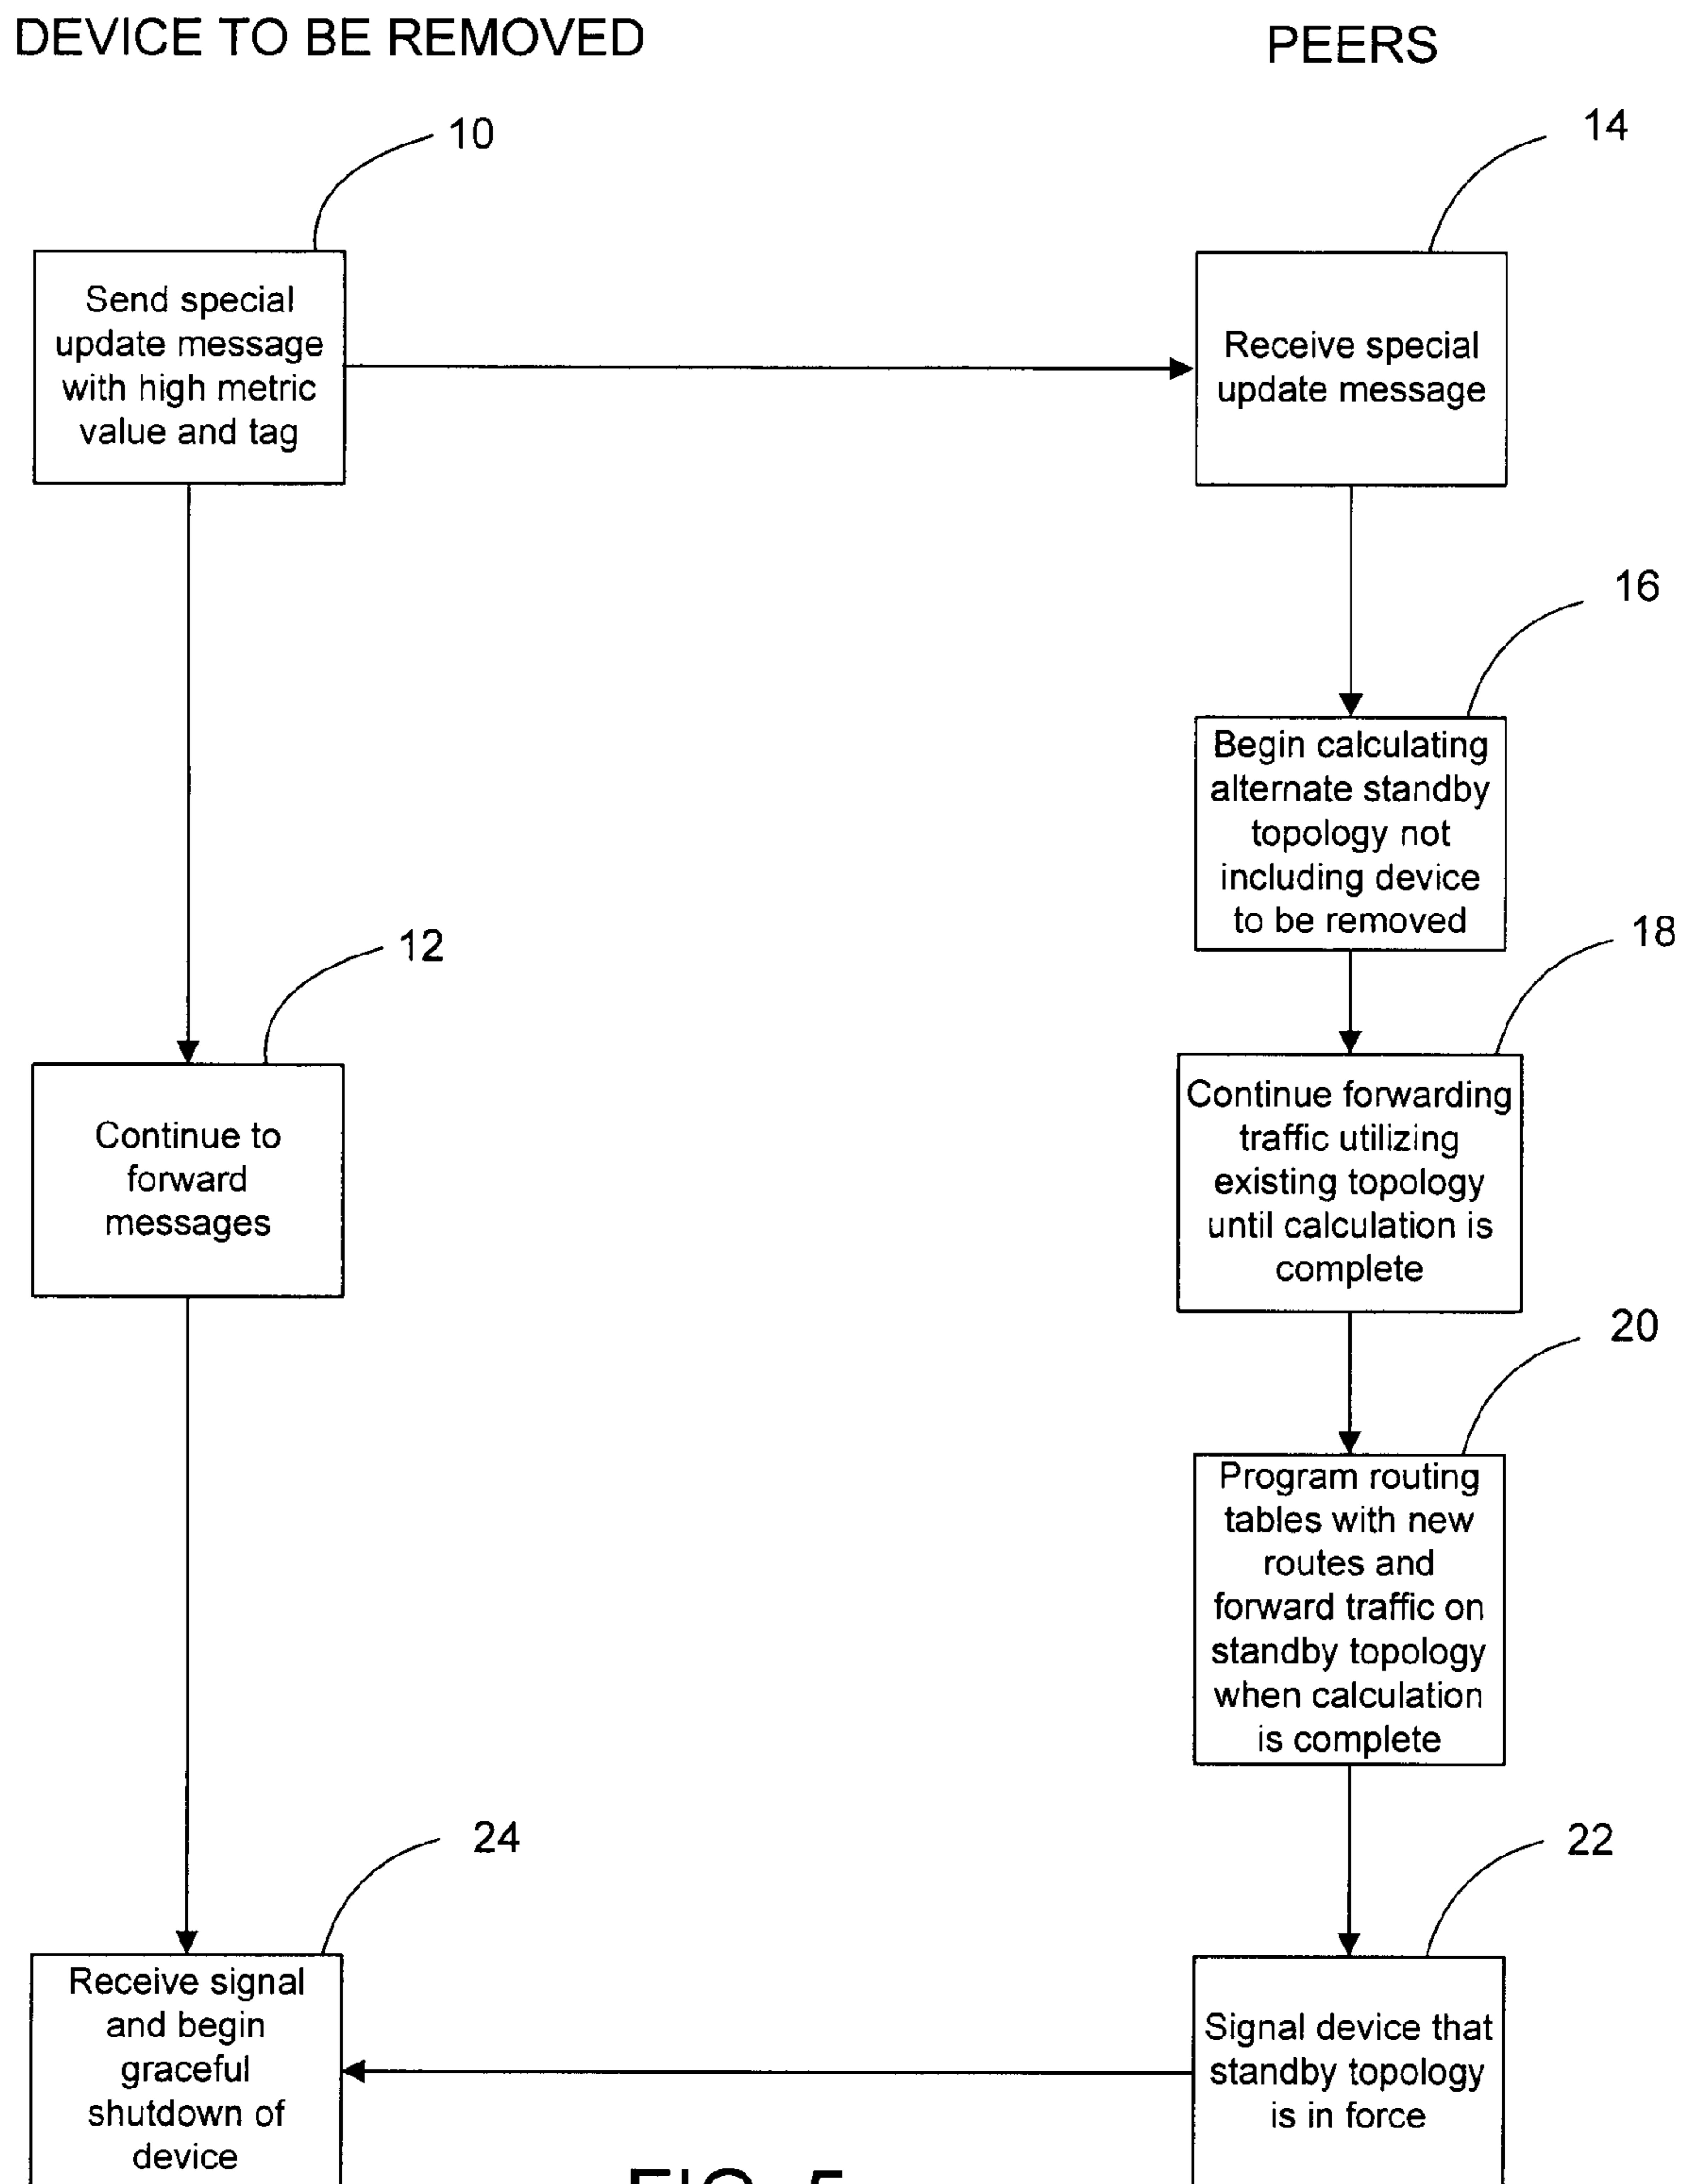 DEVICE TO BE REMOVED
PEERS
10
14
Send special
update message
with high metric
value and tag
Receive special
update message
16
Begin calculating
alternate standby
topology not
including device
to be removed
12
18
Continue to
forward
messages
Continue forwarding
traffic utilizing
existing topology
until calculation is
complete
20
Program routing
tables with new
routes and
forward traffic on
standby topology
when calculation
is complete
24
22
Receive signal
and begin
graceful
shutdown of
device
Signal device that
standby topology
is in force
FIG. 5